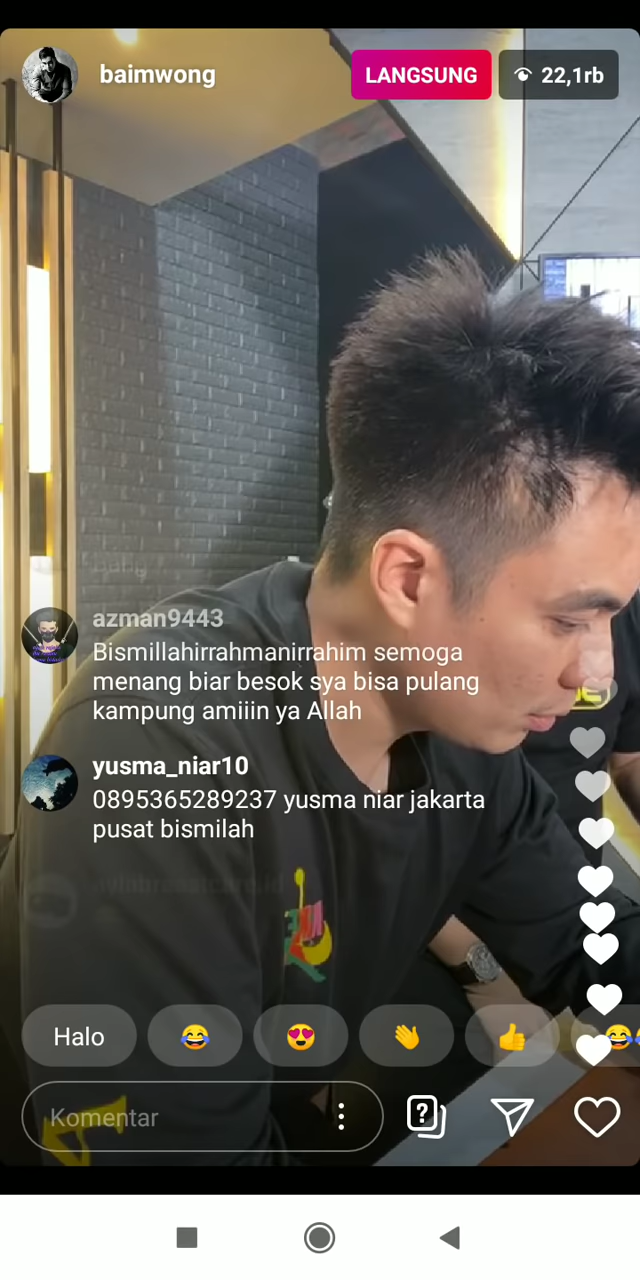 baimwong
LANGSUNG
22,1rb
azman9443
Bismillahirrahmanirrahim semoga
menang biar besok sya bisa pulang
kampung amiiin ya Allah
yusma_niar10
0895365289237 yusma niar jakarta
pusat bismilah
Halo
Komentar